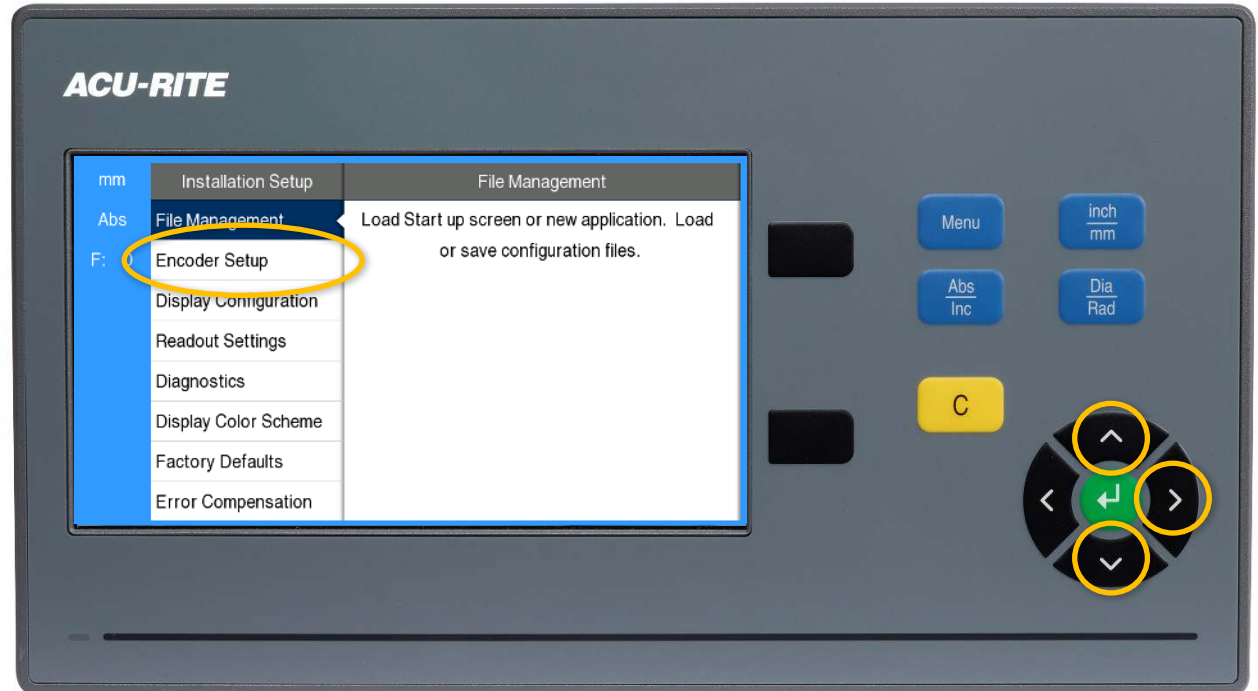 ACU-RITE
mm
Abs
F: 0
Installation Setup
File Management
Encoder Setup
Display Configuration
Readout Settings
Diagnostics
Display Color Scheme
Factory Defaults
Error Compensation
File Management
Load Start up screen or new application. Load
or save configuration files.
Menu
inch
mm
Abs
Inc
Dia
Rad
C